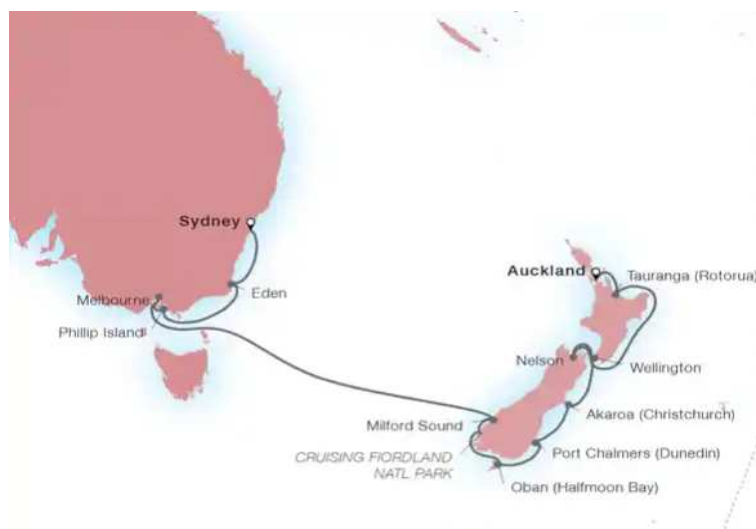 Sydney
Auckland
Tauranga (Rotorua)
Melbourne
Eden
Phillip Island
Nelson
Wellington
Milford Sound
Akaroa (Christchurch)
CRUISING FIORDLAND
NATL PARK
Port Chalmers (Dunedin)
Oban (Halfmoon Bay)